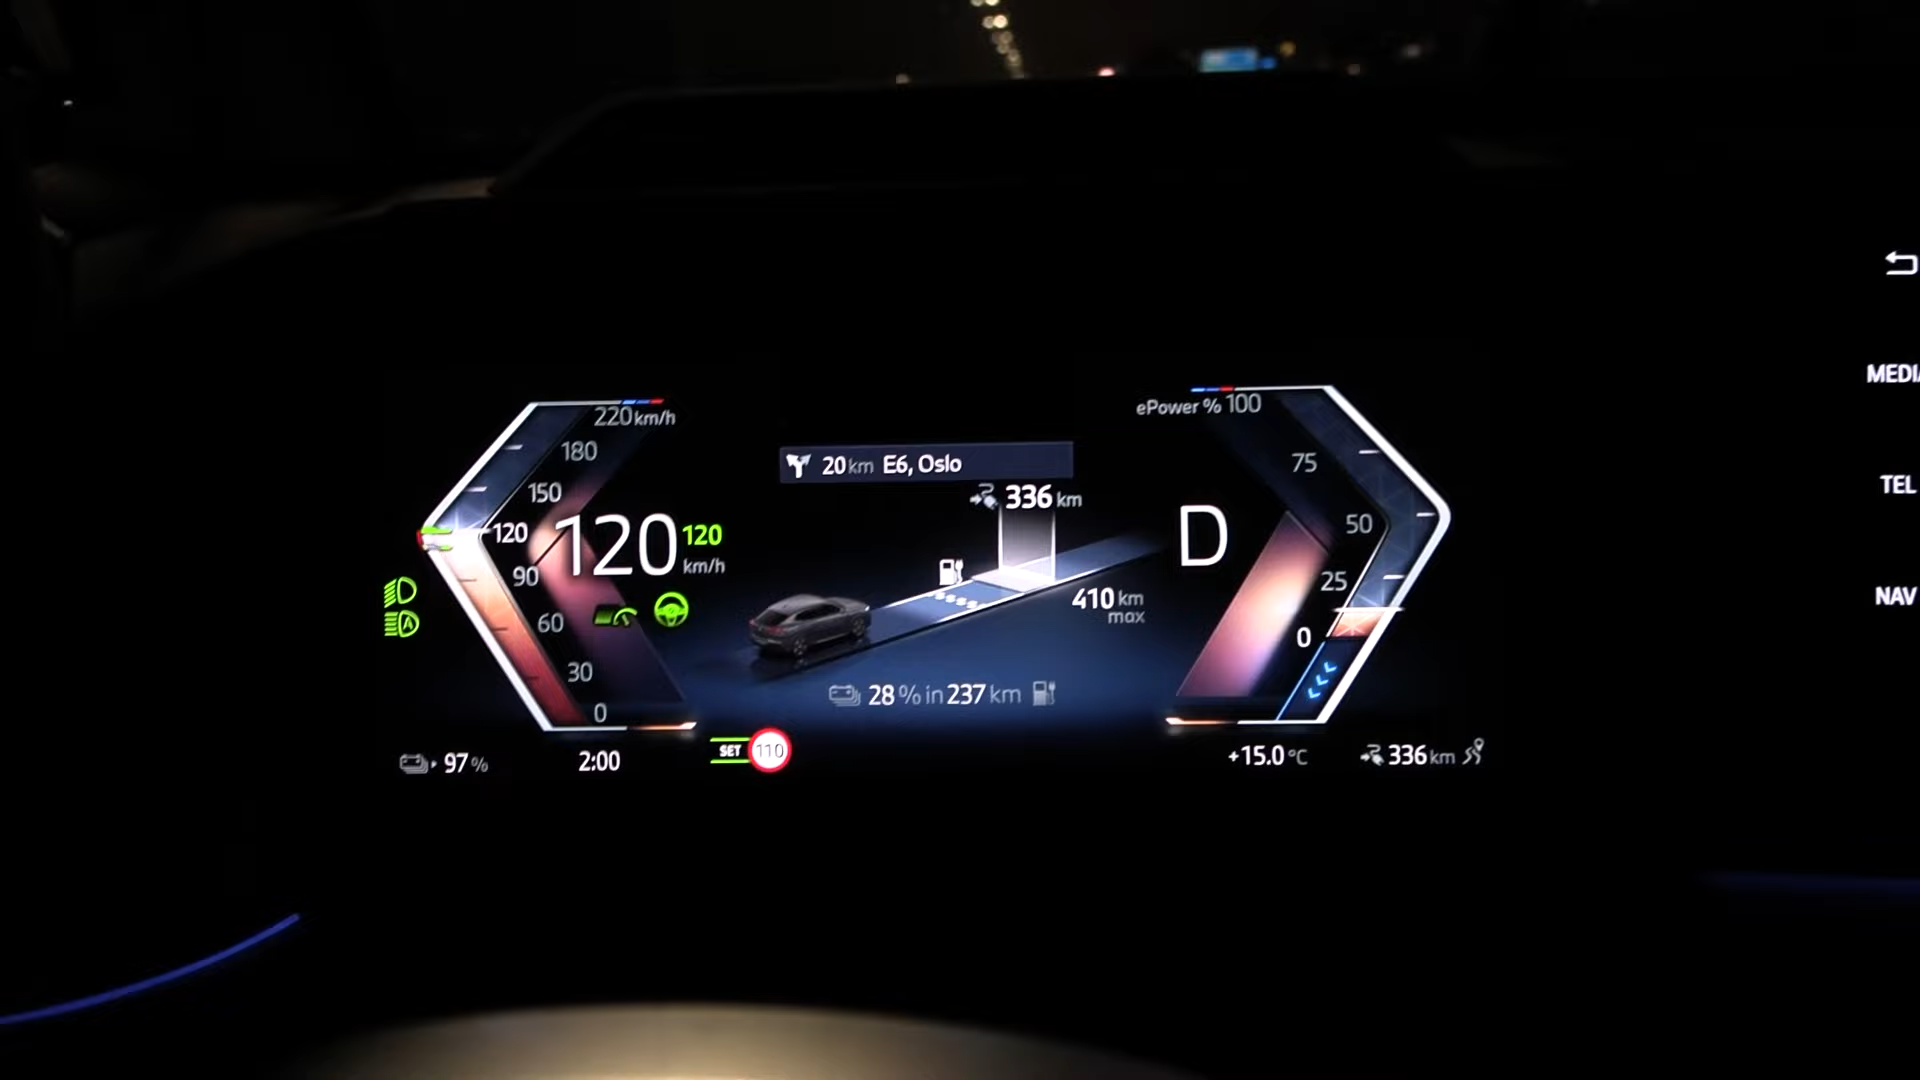 220 km/h
180
150
120
90
60
30
0
120 120
km/h
20 km E6, Oslo
336 km
410 km
max
28 % in 237 km
D
ePower % 100
75
50
25
0
97 %
2:00
SET 110
+15.0 °C
336 km
MEDI
TEL
NAV